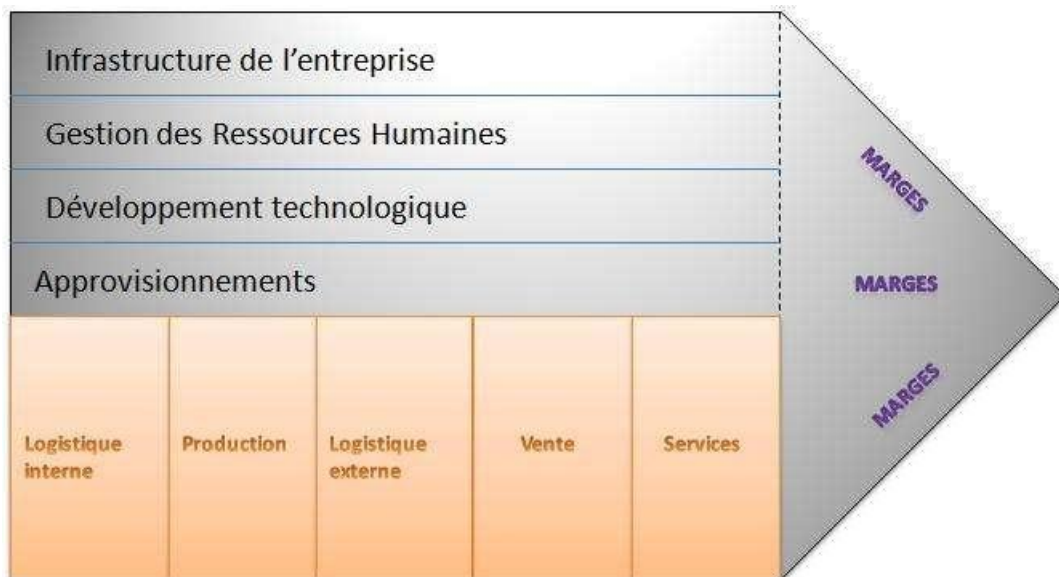 Infrastructure de l'entreprise
Gestion des Ressources Humaines
Développement technologique
Approvisionnements
Logistique
interne
Production
Logistique
externe
Vente
Services
MARGES
MARGES
MARGES